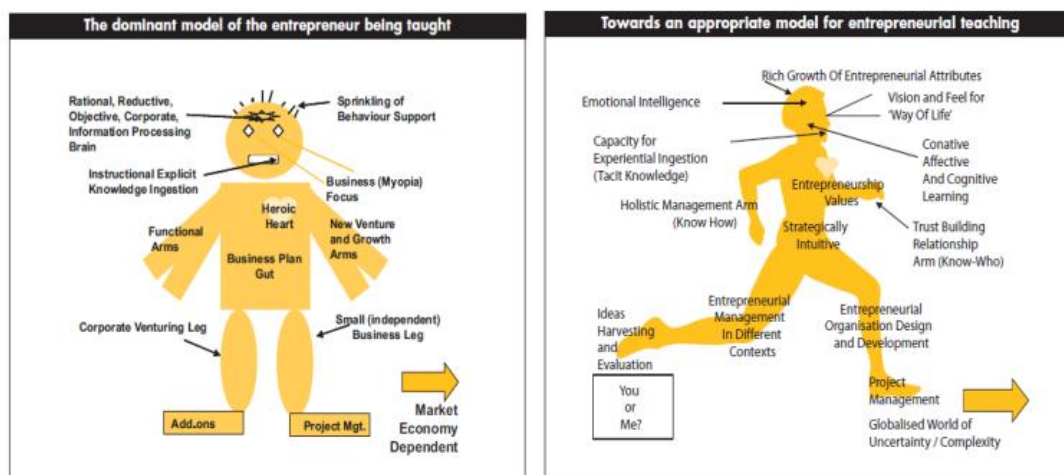 The dominant model of the entrepreneur being taught
Rational, Reductive,
Objective, Corporate,
Information Processing
Brain
Sprinkling of
Behaviour Support
Instructional Explicit
Knowledge Ingestion
Business (Myopia)
Focus
Heroic
Heart
Functional
Arms
New Venture
and Growth
Arms
Business Plan
Gut
Corporate Venturing Leg
Small (independent)
Business Leg
Add.ons
Project Mgt.
Market
Economy
Dependent
Towards an appropriate model for entrepreneurial teaching
Rich Growth Of Entrepreneurial Attributes
Emotional Intelligence
Vision and Feel for
‘Way Of Life’
Capacity for
Experiential Ingestion
(Tacit Knowledge)
Conative
Affective
And Cognitive
Learning
Entrepreneurship
Values
Holistic Management Arm
(Know How)
Strategically
Intuitive
Trust Building
Relationship
Arm (Know-Who)
Ideas
Harvesting
and
Evaluation
Entrepreneurial
Management
In Different
Contexts
Entrepreneurial
Organisation Design
and Development
You
or
Me?
Project
Management
Globalised World of
Uncertainty / Complexity